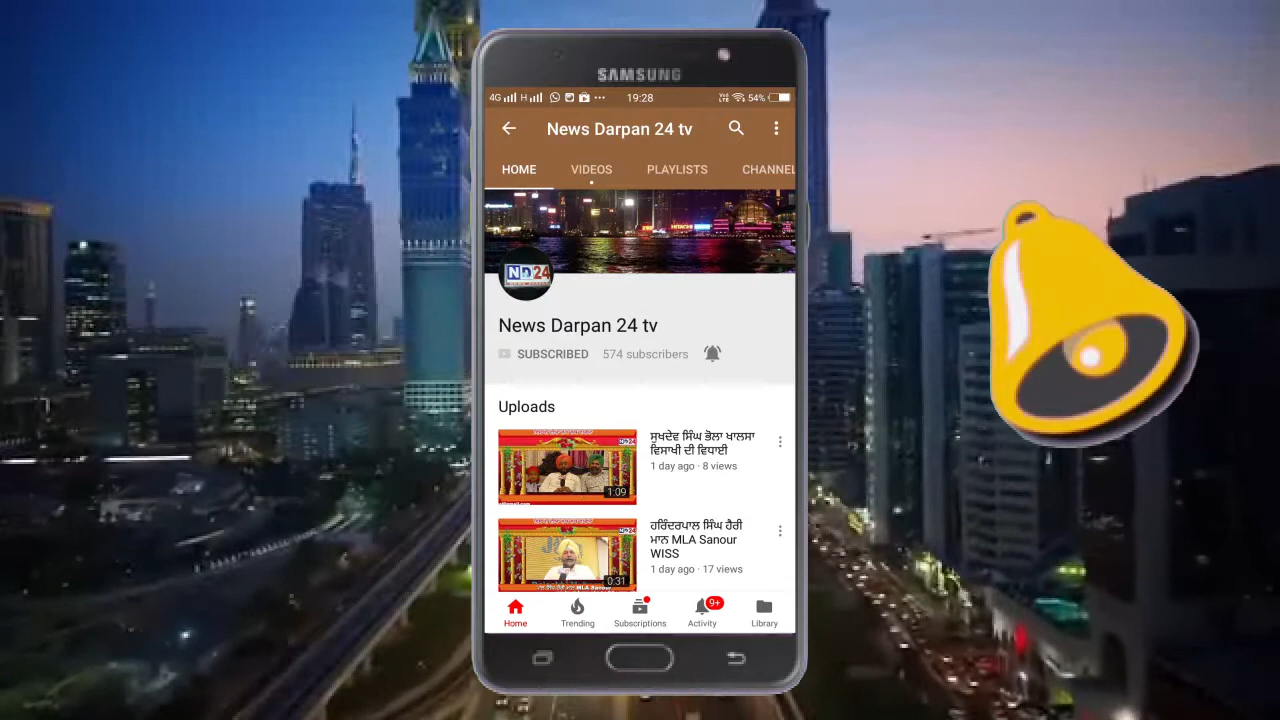 SAMSUNG
4G H 19:28 VoLTE 54%
News Darpan 24 tv
HOME VIDEOS PLAYLISTS CHANNEL
HITACHI
ND24
News Darpan 24 tv
SUBSCRIBED 574 subscribers
Uploads
ਸੁਖਦੇਵ ਸਿੰਘ ਭੋਲਾ ਖਾਲਸਾ
ਵਿਸਾਖੀ ਦੀ ਵਿਧਾਈ
1 day ago · 8 views
1:09
ਹਰਿੰਦਰਪਾਲ ਸਿੰਘ ਹੈਰੀ
ਮਾਨ MLA Sanour
WISS
1 day ago · 17 views
0:31
9+
Home Trending Subscriptions Activity Library